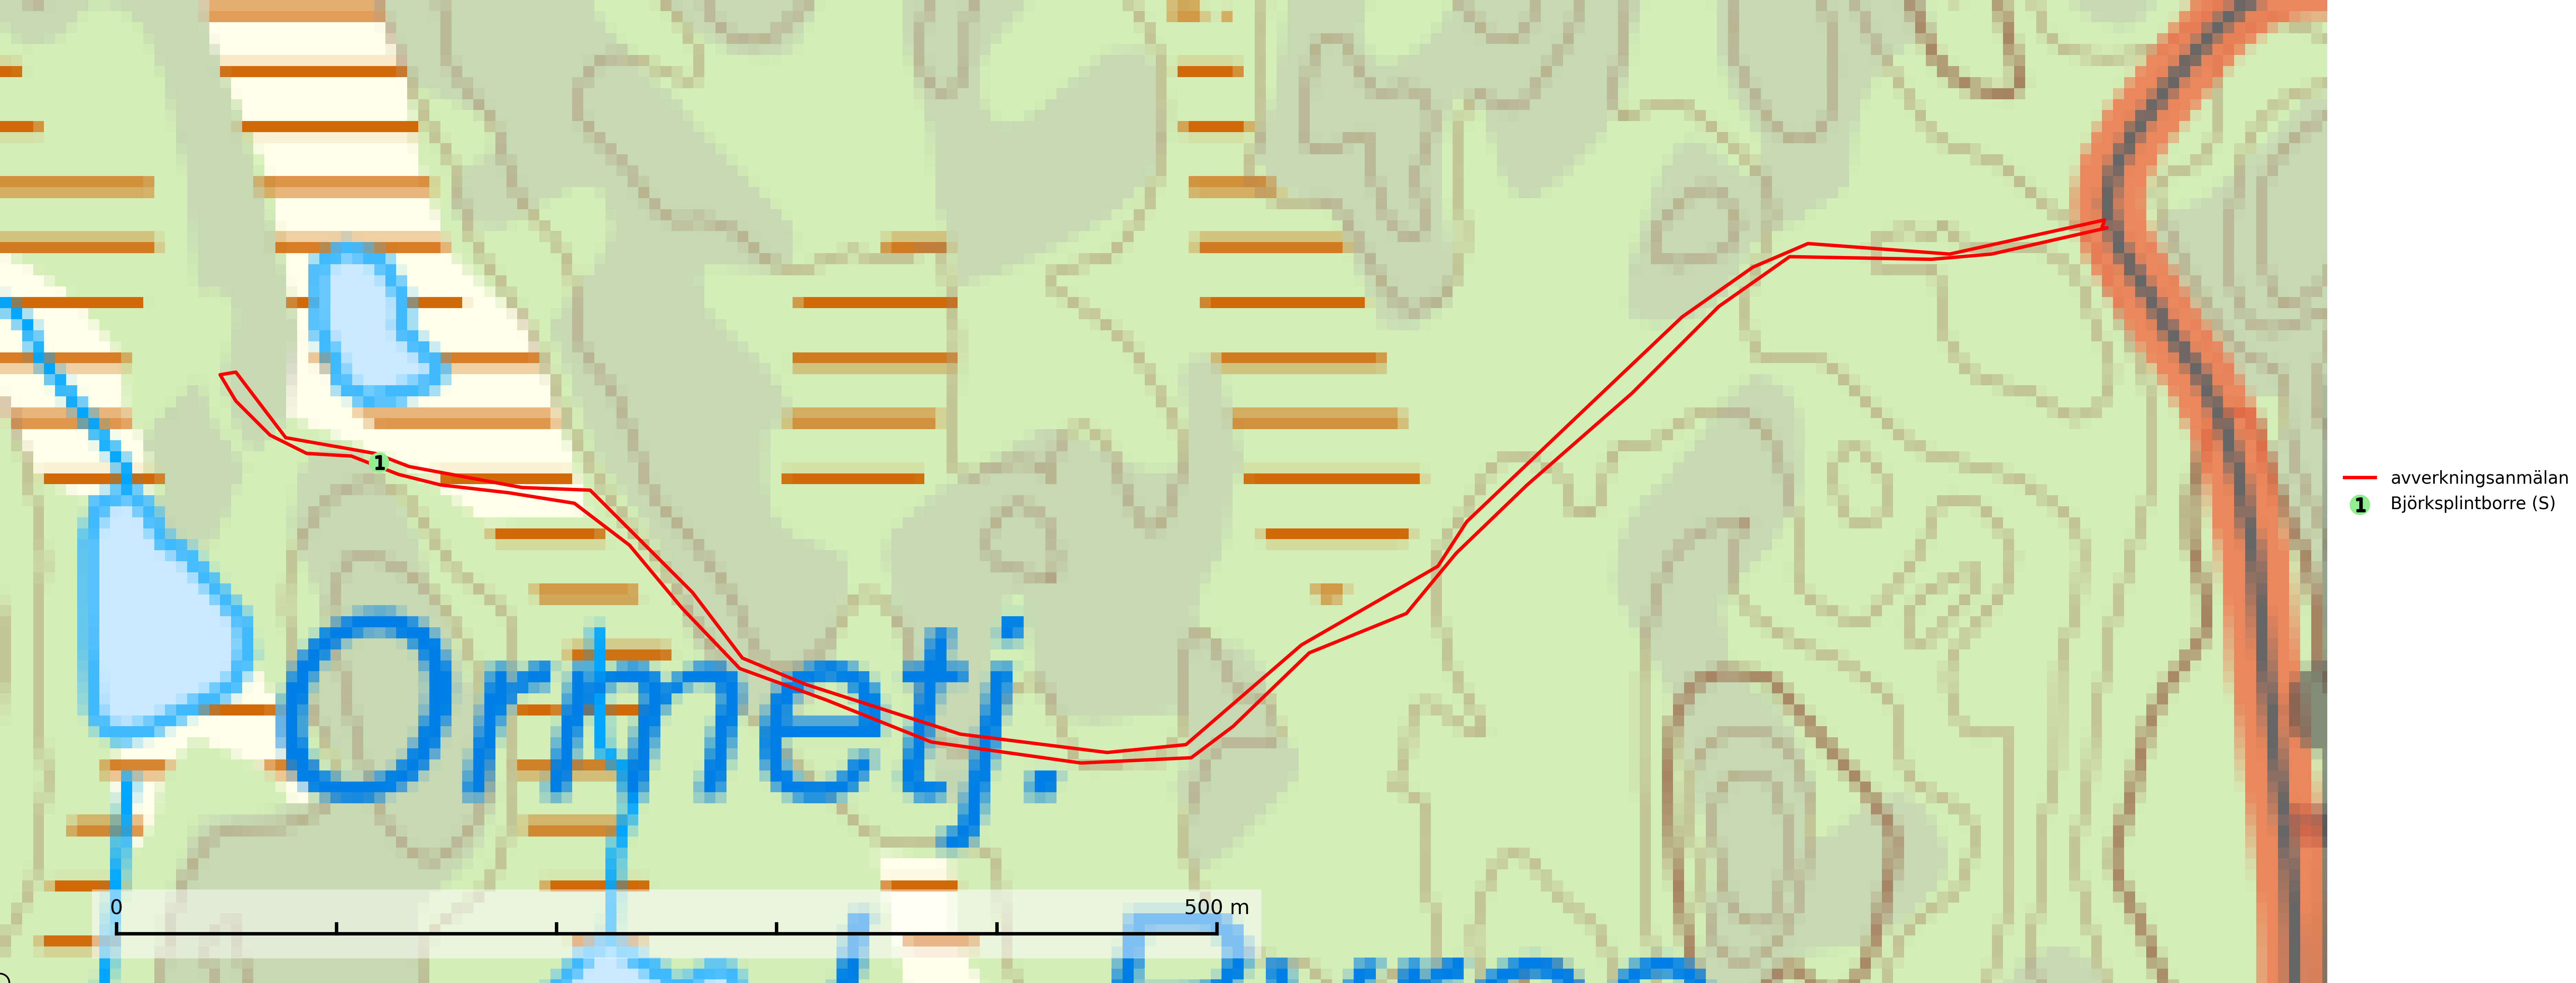 1
Ormetj.
avverkningsanmälan
1 Björksplintborre (S)
0
500 m